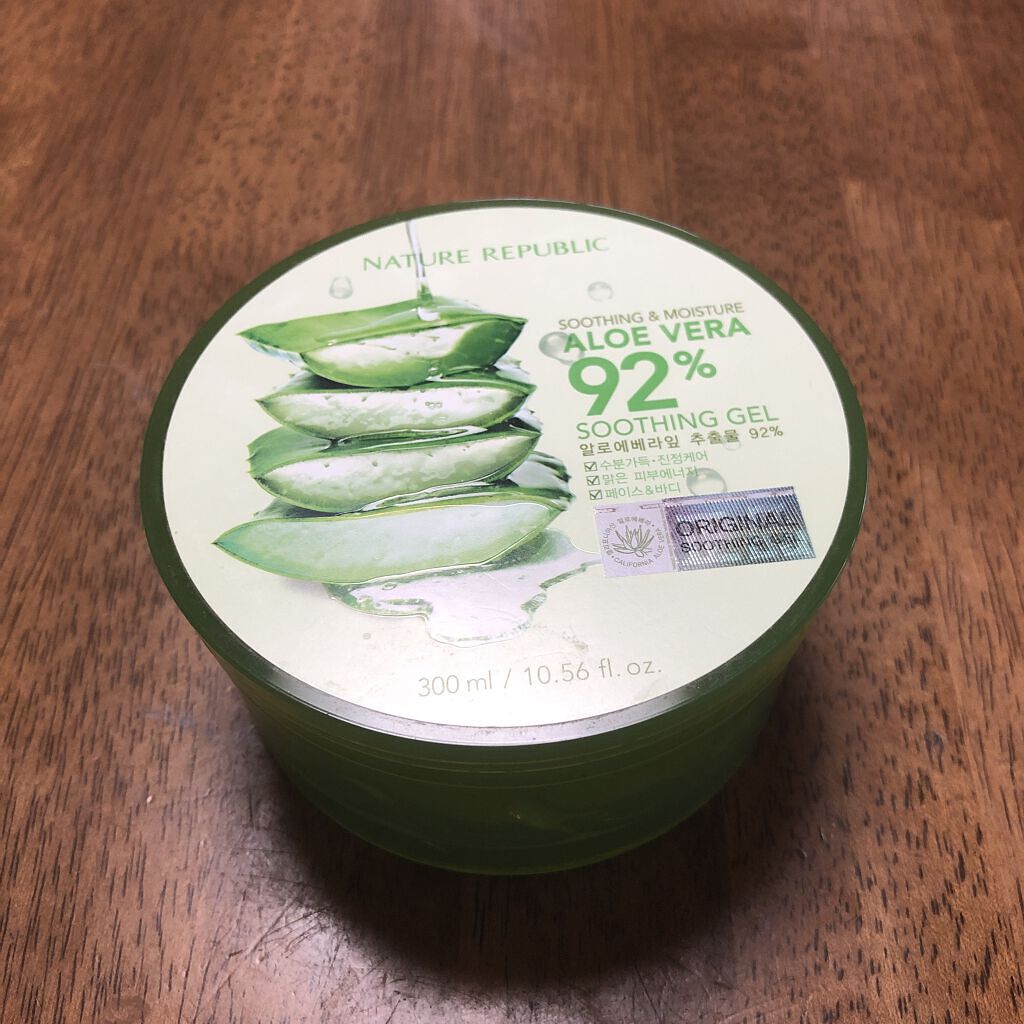 NATURE REPUBLIC
SOOTHING & MOISTURE
ALOE VERA
92%
SOOTHING GEL
알로에베라잎 추출물 92%
수분가득·진정케어
맑은 피부에너지
페이스&바디
ORIGINAL
SOOTHING &
CALIFORNIA ALOE VERA
300 ml / 10.56 fl. oz.